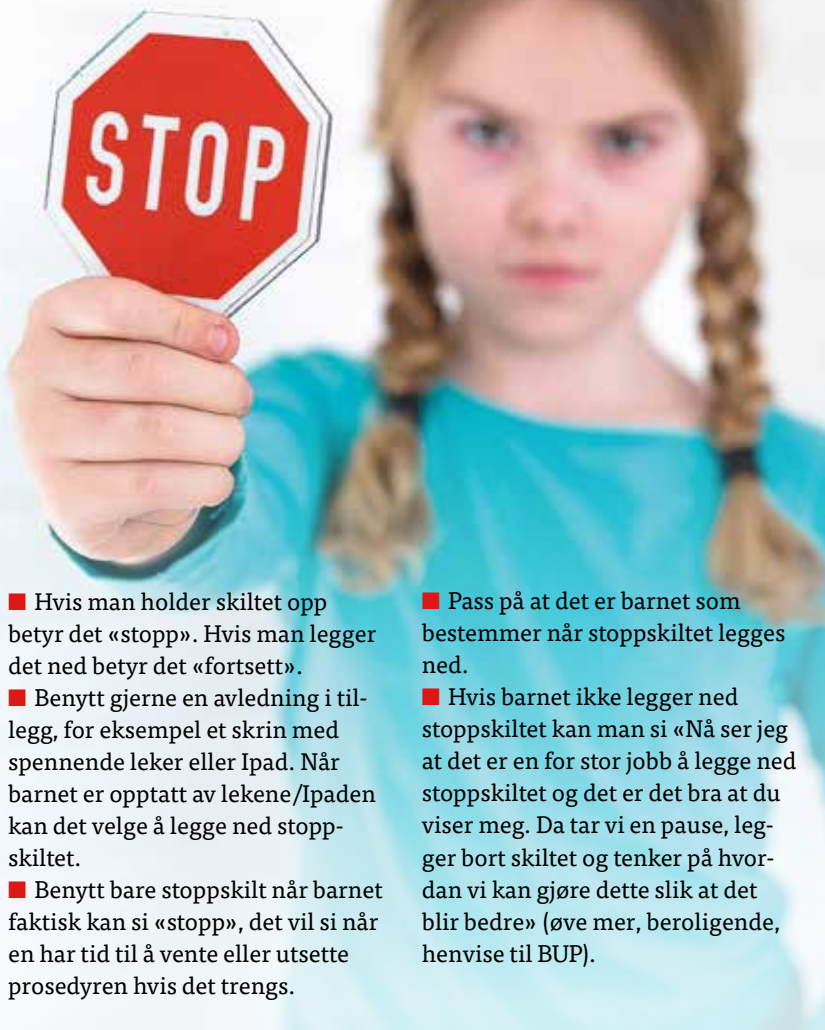 STOP
■ Hvis man holder skiltet opp
betyr det «stopp». Hvis man legger
det ned betyr det «fortsett».
■ Benytt gjerne en avledning i til-
legg, for eksempel et skrin med
spennende leker eller Ipad. Når
barnet er opptatt av lekene/Ipaden
kan det velge å legge ned stopp-
skiltet.
■ Benytt bare stoppskilt når barnet
faktisk kan si «stopp», det vil si når
en har tid til å vente eller utsette
prosedyren hvis det trengs.
■ Pass på at det er barnet som
bestemmer når stoppskiltet legges
ned.
■ Hvis barnet ikke legger ned
stoppskiltet kan man si «Nå ser jeg
at det er en for stor jobb å legge ned
stoppskiltet og det er det bra at du
viser meg. Da tar vi en pause, leg-
ger bort skiltet og tenker på hvor-
dan vi kan gjøre dette slik at det
blir bedre» (øve mer, beroligende,
henvise til BUP).